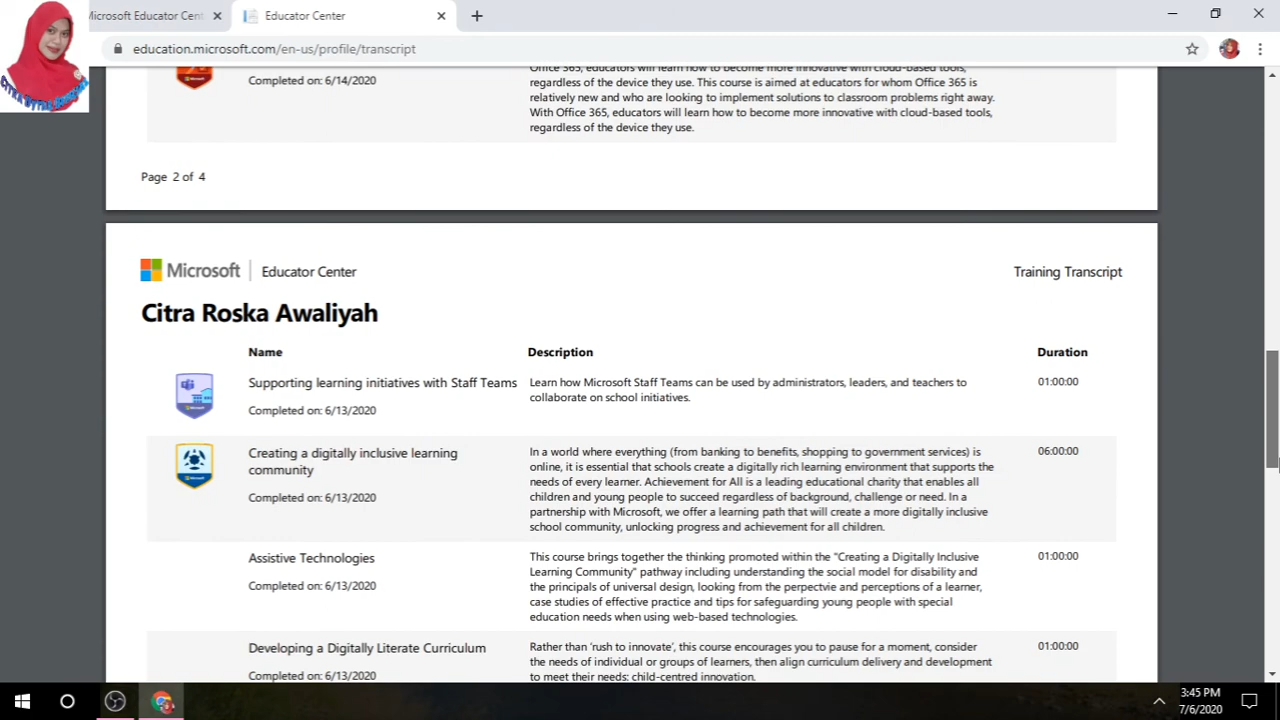 Microsoft Educator Cent
Educator Center
education.microsoft.com/en-us/profile/transcript
CITRA
Completed on: 6/14/2020
Office 365, educators will learn how to become more innovative with cloud-based tools,
regardless of the device they use. This course is aimed at educators for whom Office 365 is
relatively new and who are looking to implement solutions to classroom problems right away.
With Office 365, educators will learn how to become more innovative with cloud-based tools,
regardless of the device they use.
Page 2 of 4
Microsoft | Educator Center
Training Transcript
Citra Roska Awaliyah
Name Description Duration
Supporting learning initiatives with Staff Teams
Completed on: 6/13/2020
Learn how Microsoft Staff Teams can be used by administrators, leaders, and teachers to
collaborate on school initiatives.
01:00:00
Creating a digitally inclusive learning
community
Completed on: 6/13/2020
In a world where everything (from banking to benefits, shopping to government services) is
online, it is essential that schools create a digitally rich learning environment that supports the
needs of every learner. Achievement for All is a leading educational charity that enables all
children and young people to succeed regardless of background, challenge or need. In a
partnership with Microsoft, we offer a learning path that will create a more digitally inclusive
school community, unlocking progress and achievement for all children.
06:00:00
Assistive Technologies
Completed on: 6/13/2020
This course brings together the thinking promoted within the "Creating a Digitally Inclusive
Learning Community" pathway including understanding the social model for disability and
the principals of universal design, looking from the perpectvie and perceptions of a learner,
case studies of effective practice and tips for safeguarding young people with special
education needs when using web-based technologies.
01:00:00
Developing a Digitally Literate Curriculum
Completed on: 6/13/2020
Rather than ‘rush to innovate’, this course encourages you to pause for a moment, consider
the needs of individual or groups of learners, then align curriculum delivery and development
to meet their needs: child-centred innovation.
01:00:00
3:45 PM
7/6/2020